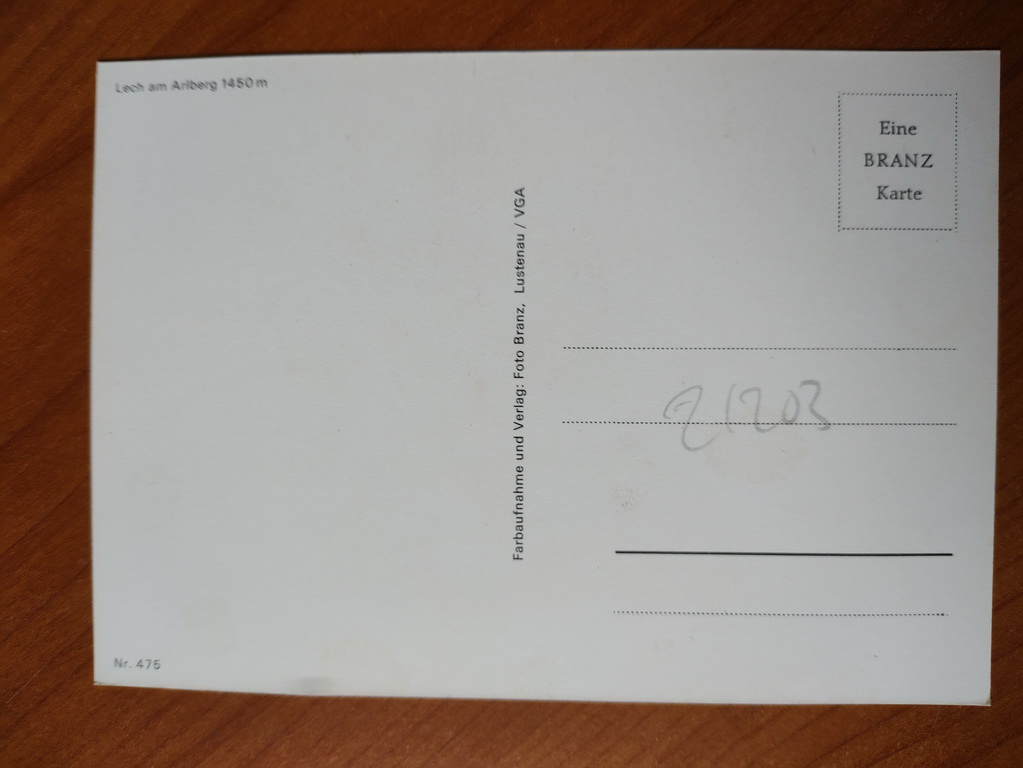 Lech am Arlberg 1450 m
Eine
BRANZ
Karte
Farbaufnahme und Verlag: Foto Branz, Lustenau / VGA
21203
Nr. 475